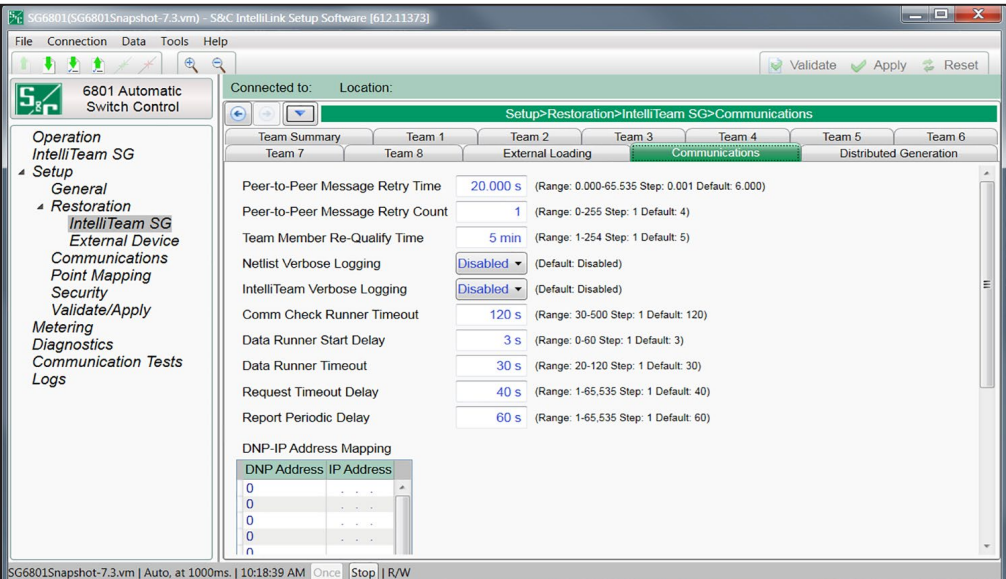 SG6801(SG6801Snapshot-7.3.vm) - S&C IntelliLink Setup Software [612.11373]
File Connection Data Tools Help
Validate Apply Reset
S&C
6801 Automatic
Switch Control
Connected to: Location:
Setup>Restoration>IntelliTeam SG>Communications
Team Summary Team 1 Team 2 Team 3 Team 4 Team 5 Team 6
Team 7 Team 8 External Loading Communications Distributed Generation
Operation
IntelliTeam SG
Setup
General
Restoration
IntelliTeam SG
External Device
Communications
Point Mapping
Security
Validate/Apply
Metering
Diagnostics
Communication Tests
Logs
Peer-to-Peer Message Retry Time 20.000 s (Range: 0.000-65.535 Step: 0.001 Default: 6.000)
Peer-to-Peer Message Retry Count 1 (Range: 0-255 Step: 1 Default: 4)
Team Member Re-Qualify Time 5 min (Range: 1-254 Step: 1 Default: 5)
Netlist Verbose Logging Disabled (Default: Disabled)
IntelliTeam Verbose Logging Disabled (Default: Disabled)
Comm Check Runner Timeout 120 s (Range: 30-500 Step: 1 Default: 120)
Data Runner Start Delay 3 s (Range: 0-60 Step: 1 Default: 3)
Data Runner Timeout 30 s (Range: 20-120 Step: 1 Default: 30)
Request Timeout Delay 40 s (Range: 1-65,535 Step: 1 Default: 40)
Report Periodic Delay 60 s (Range: 1-65,535 Step: 1 Default: 60)
DNP-IP Address Mapping
DNP Address IP Address
0 . . .
0 . . .
0 . . .
0 . . .
0
SG6801Snapshot-7.3.vm | Auto, at 1000ms. | 10:18:39 AM Once Stop | R/W